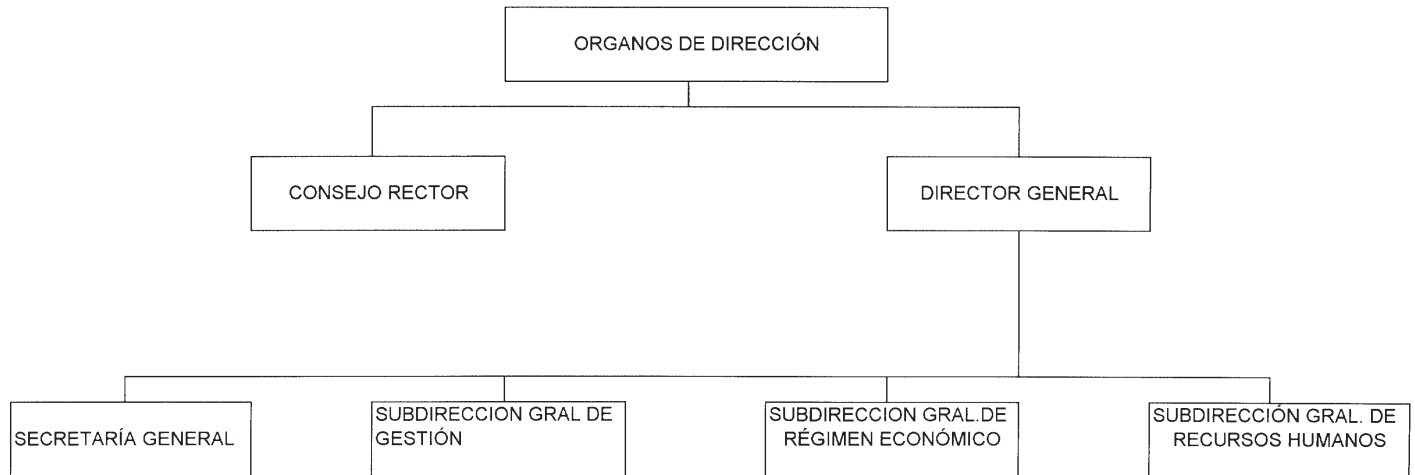 ORGANOS DE DIRECCIÓN
CONSEJO RECTOR
DIRECTOR GENERAL
SECRETARÍA GENERAL
SUBDIRECCION GRAL DE
GESTIÓN
SUBDIRECCION GRAL.DE
RÉGIMEN ECONÓMICO
SUBDIRECCIÓN GRAL. DE
RECURSOS HUMANOS